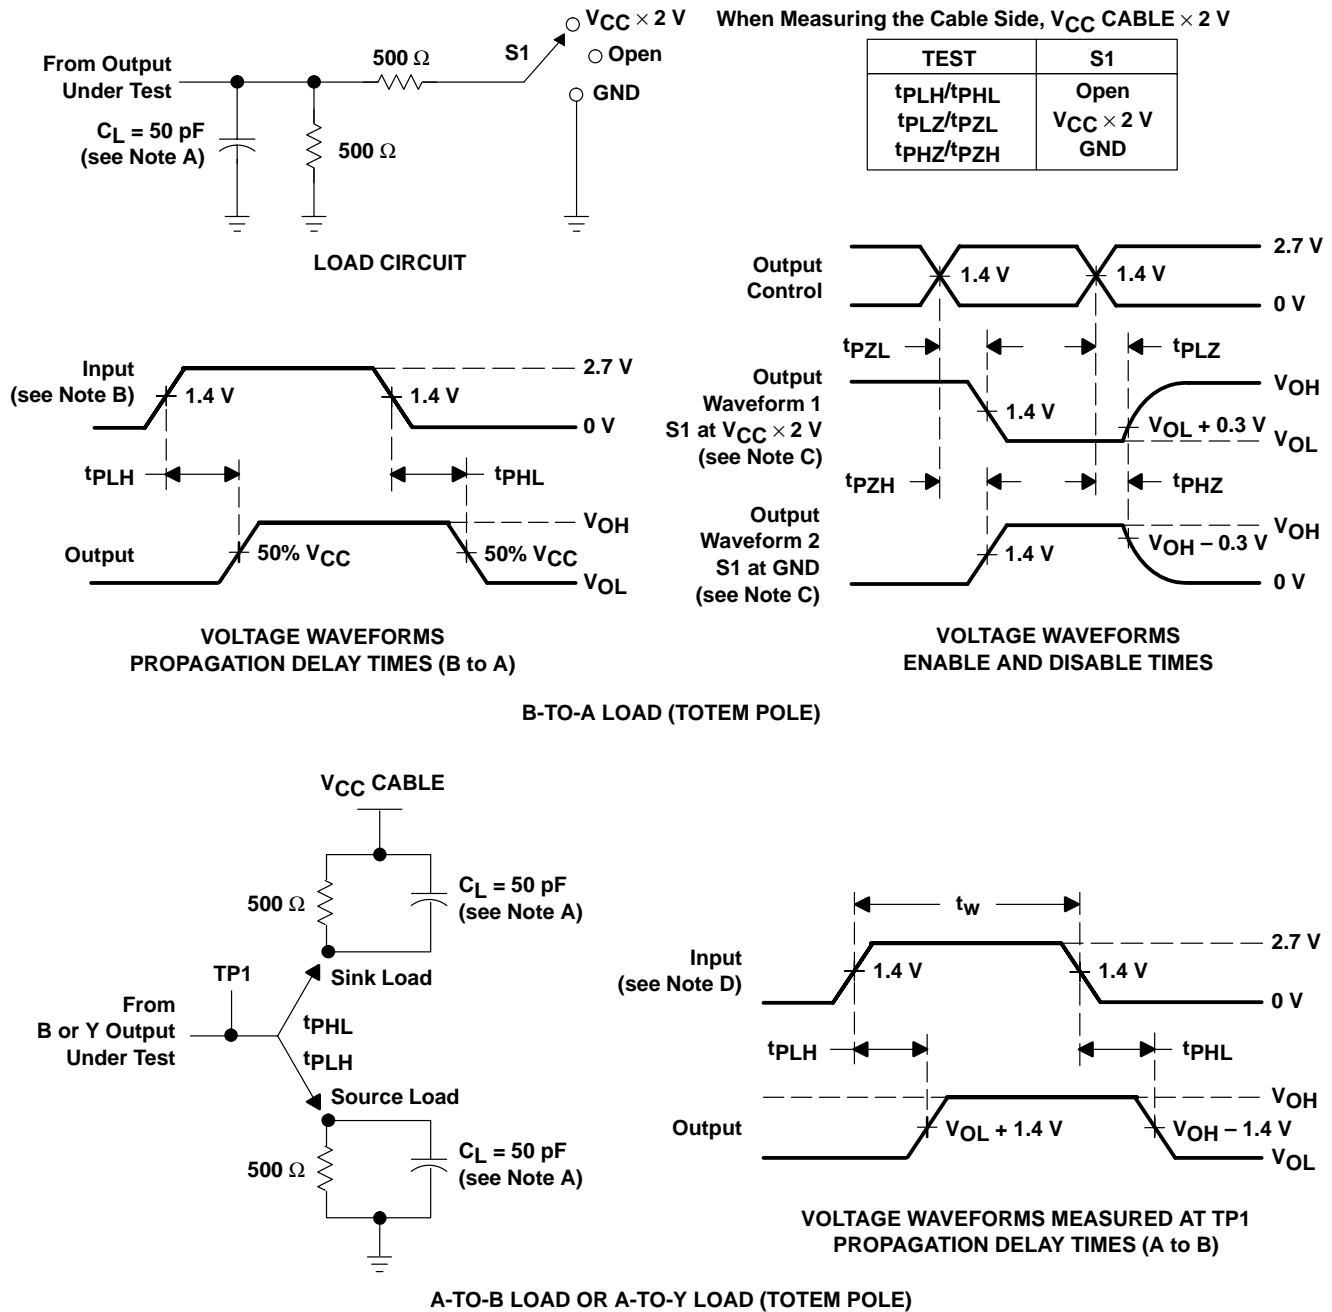 VCC × 2 V
Open
GND
S1
500 Ω
From Output
Under Test
CL = 50 pF
(see Note A)
500 Ω
LOAD CIRCUIT
When Measuring the Cable Side, VCC CABLE × 2 V
TEST S1
tPLH/tPHL Open
tPLZ/tPZL VCC × 2 V
tPHZ/tPZH GND
Input
(see Note B)
1.4 V
1.4 V
2.7 V
0 V
tPLH
tPHL
Output
50% VCC
50% VCC
VOH
VOL
VOLTAGE WAVEFORMS
PROPAGATION DELAY TIMES (B to A)
Output
Control
1.4 V
1.4 V
2.7 V
0 V
tPZL
tPLZ
Output
Waveform 1
S1 at VCC × 2 V
(see Note C)
1.4 V
VOH
VOL + 0.3 V
VOL
tPZH
tPHZ
Output
Waveform 2
S1 at GND
(see Note C)
1.4 V
VOH
VOH – 0.3 V
0 V
VOLTAGE WAVEFORMS
ENABLE AND DISABLE TIMES
B-TO-A LOAD (TOTEM POLE)
VCC CABLE
500 Ω
CL = 50 pF
(see Note A)
TP1
Sink Load
From
B or Y Output
Under Test
tPHL
tPLH
Source Load
500 Ω
CL = 50 pF
(see Note A)
tw
Input
(see Note D)
1.4 V
1.4 V
2.7 V
0 V
tPLH
tPHL
Output
VOL + 1.4 V
VOH – 1.4 V
VOH
VOL
VOLTAGE WAVEFORMS MEASURED AT TP1
PROPAGATION DELAY TIMES (A to B)
A-TO-B LOAD OR A-TO-Y LOAD (TOTEM POLE)